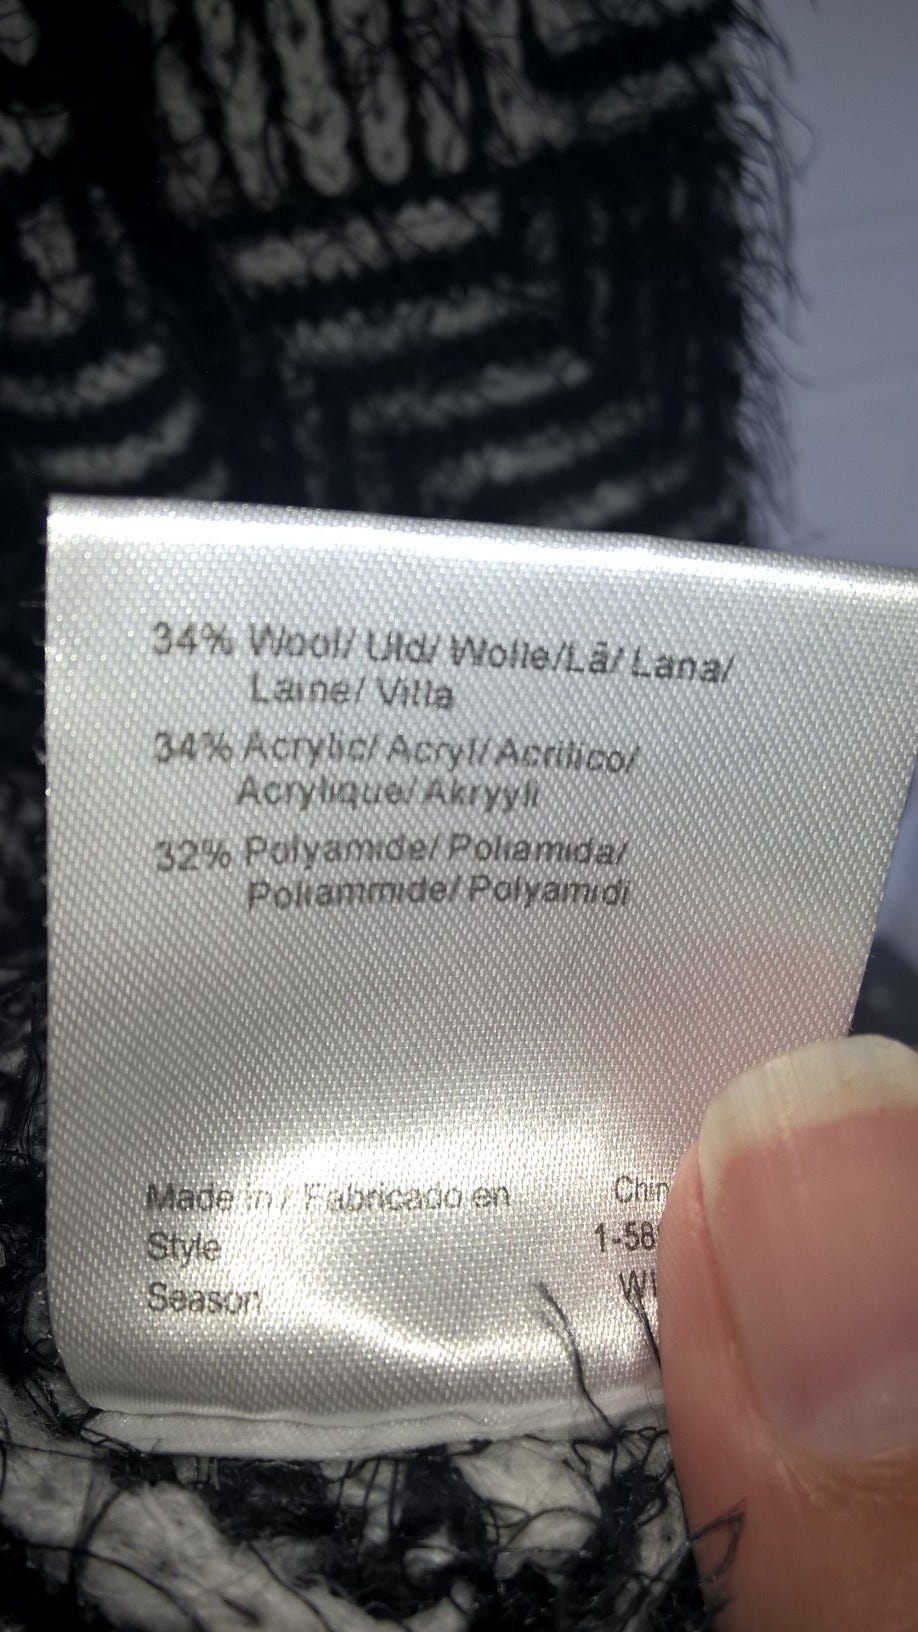 34% Wool/ Uld/ Wolle/Lã/ Lana/
Laine/ Villa
34% Acrylic/ Acryl/ Acrilico/
Acrylique/ Akryyli
32% Polyamide/ Poliamida/
Poliammide/ Polyamidi
Made in / Fabricado en
Style
Season